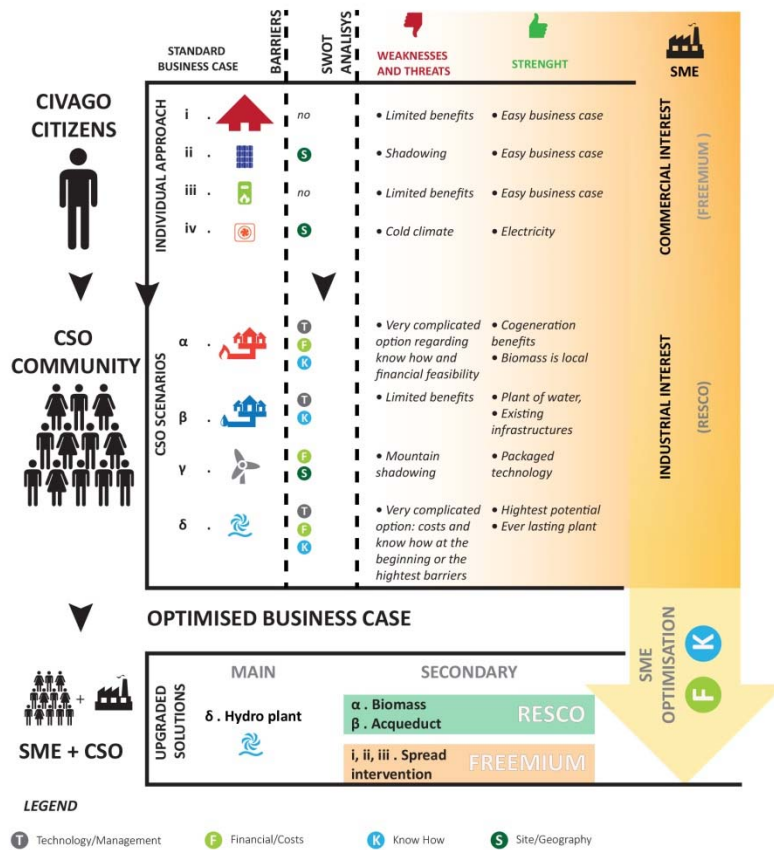 STANDARD
BUSINESS CASE
BARRIERS
SWOT
ANALISYS
WEAKNESSES
AND THREATS
STRENGHT
SME
CIVAGO
CITIZENS
INDIVIDUAL APPROACH
i .
no
• Limited benefits
• Easy business case
ii .
S
• Shadowing
• Easy business case
iii .
no
• Limited benefits
• Easy business case
iv .
S
• Cold climate
• Electricity
COMMERCIAL INTEREST
(FREEMIUM )
CSO
COMMUNITY
CSO SCENARIOS
α .
T
F
K
• Very complicated
option regarding
know how and
financial feasibility
• Cogeneration
benefits
• Biomass is local
β .
T
K
• Limited benefits
• Plant of water,
• Existing
infrastructures
γ .
F
S
• Mountain
shadowing
• Packaged
technology
δ .
T
F
K
• Very complicated
option: costs and
know how at the
beginning or the
highest barriers
• Highest potential
• Ever lasting plant
INDUSTRIAL INTEREST
(RESCO)
OPTIMISED BUSINESS CASE
SME
OPTIMISATION
F
K
+
SME + CSO
UPGRADED
SOLUTIONS
MAIN
SECONDARY
δ . Hydro plant
α . Biomass
β . Acqueduct
RESCO
i, ii, iii . Spread
intervention
FREEMIUM
LEGEND
T Technology/Management
F Financial/Costs
K Know How
S Site/Geography